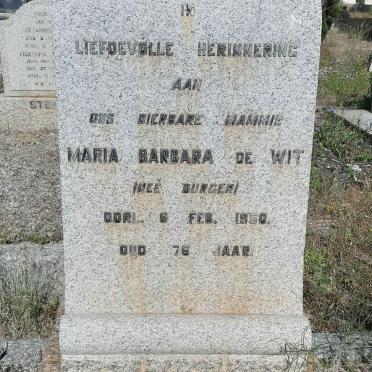 IN
LIEFDEVOLLE HERINNERING
AAN
ONS DIERBARE MAMMIE
MARIA BARBARA DE WIT
(NEE BURGER)
OORL. 6 FEB. 1950.
OUD 76 JAAR.